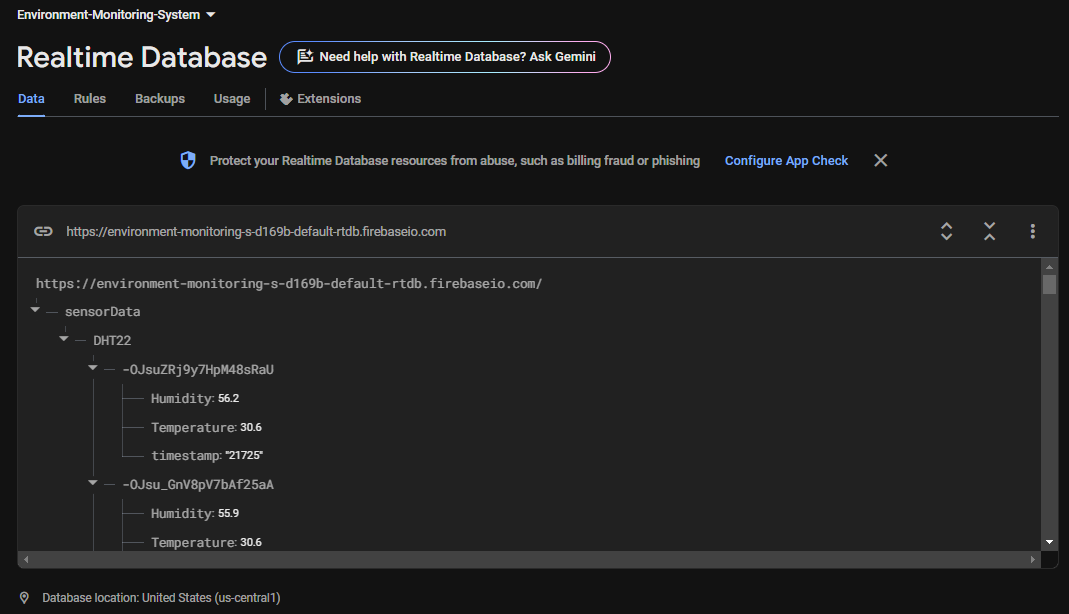 Environment-Monitoring-System
Realtime Database
Need help with Realtime Database? Ask Gemini
Data Rules Backups Usage Extensions
Protect your Realtime Database resources from abuse, such as billing fraud or phishing Configure App Check
https://environment-monitoring-s-d169b-default-rtdb.firebaseio.com
https://environment-monitoring-s-d169b-default-rtdb.firebaseio.com/
sensorData
DHT22
-OJsuZRj9y7HpM48sRaU
Humidity: 56.2
Temperature: 30.6
timestamp: "21725"
-OJsu_GnV8pV7bAf25aA
Humidity: 55.9
Temperature: 30.6
Database location: United States (us-central1)